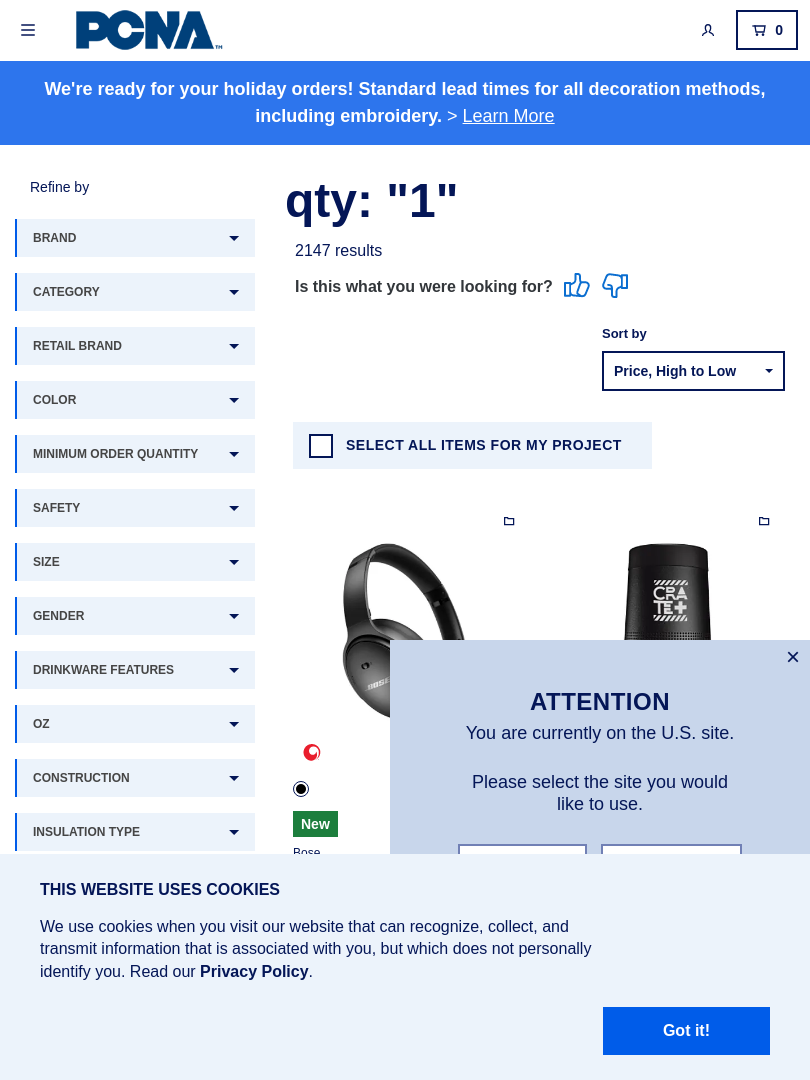 PCNA™
0
We're ready for your holiday orders! Standard lead times for all decoration methods,
including embroidery. > Learn More
Refine by
BRAND
CATEGORY
RETAIL BRAND
COLOR
MINIMUM ORDER QUANTITY
SAFETY
SIZE
GENDER
DRINKWARE FEATURES
OZ
CONSTRUCTION
INSULATION TYPE
qty: "1"
2147 results
Is this what you were looking for?
Sort by
Price, High to Low
SELECT ALL ITEMS FOR MY PROJECT
BOSE
CRA
TE+
New
Bose
ATTENTION
You are currently on the U.S. site.
Please select the site you would
like to use.
THIS WEBSITE USES COOKIES
We use cookies when you visit our website that can recognize, collect, and
transmit information that is associated with you, but which does not personally
identify you. Read our Privacy Policy.
Got it!